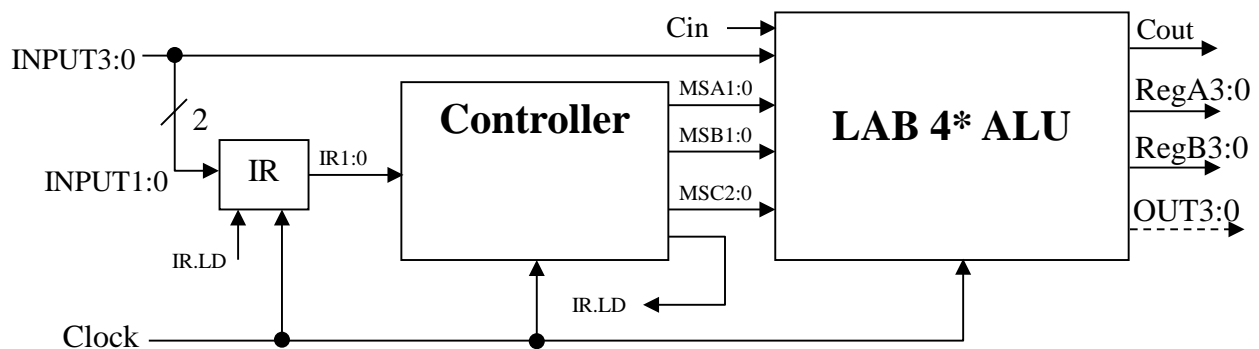 Cin
Cout
INPUT3:0
MSA1:0
RegA3:0
Controller
LAB 4* ALU
2
MSB1:0
RegB3:0
IR
IR1:0
INPUT1:0
MSC2:0
OUT3:0
IR.LD
IR.LD
Clock